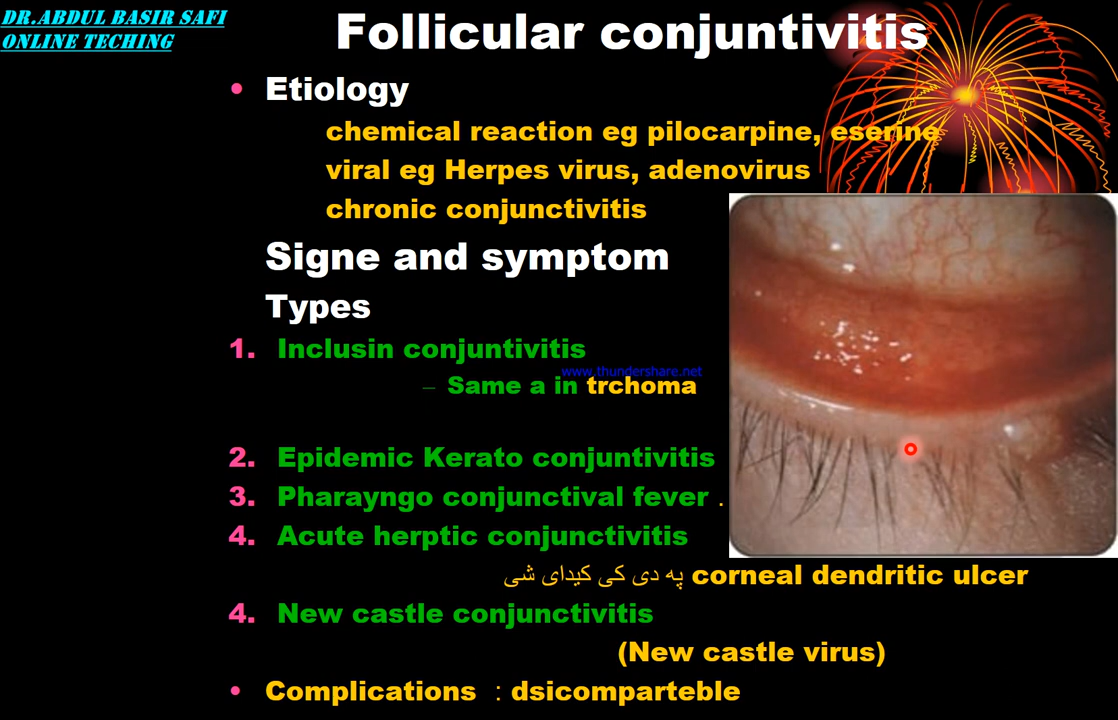 DR.ABDUL BASIR SAFI
ONLINE TECHING
Follicular conjuntivitis
• Etiology
chemical reaction eg pilocarpine, eserine
viral eg Herpes virus, adenovirus
chronic conjunctivitis
Signe and symptom
Types
1. Inclusin conjuntivitis
www.thundershare.net
– Same a in trchoma
2. Epidemic Kerato conjuntivitis
3. Pharayngo conjunctival fever .
4. Acute herptic conjunctivitis
په دی کی کیدای شی corneal dendritic ulcer
4. New castle conjunctivitis
(New castle virus)
• Complications : dsicomparteble